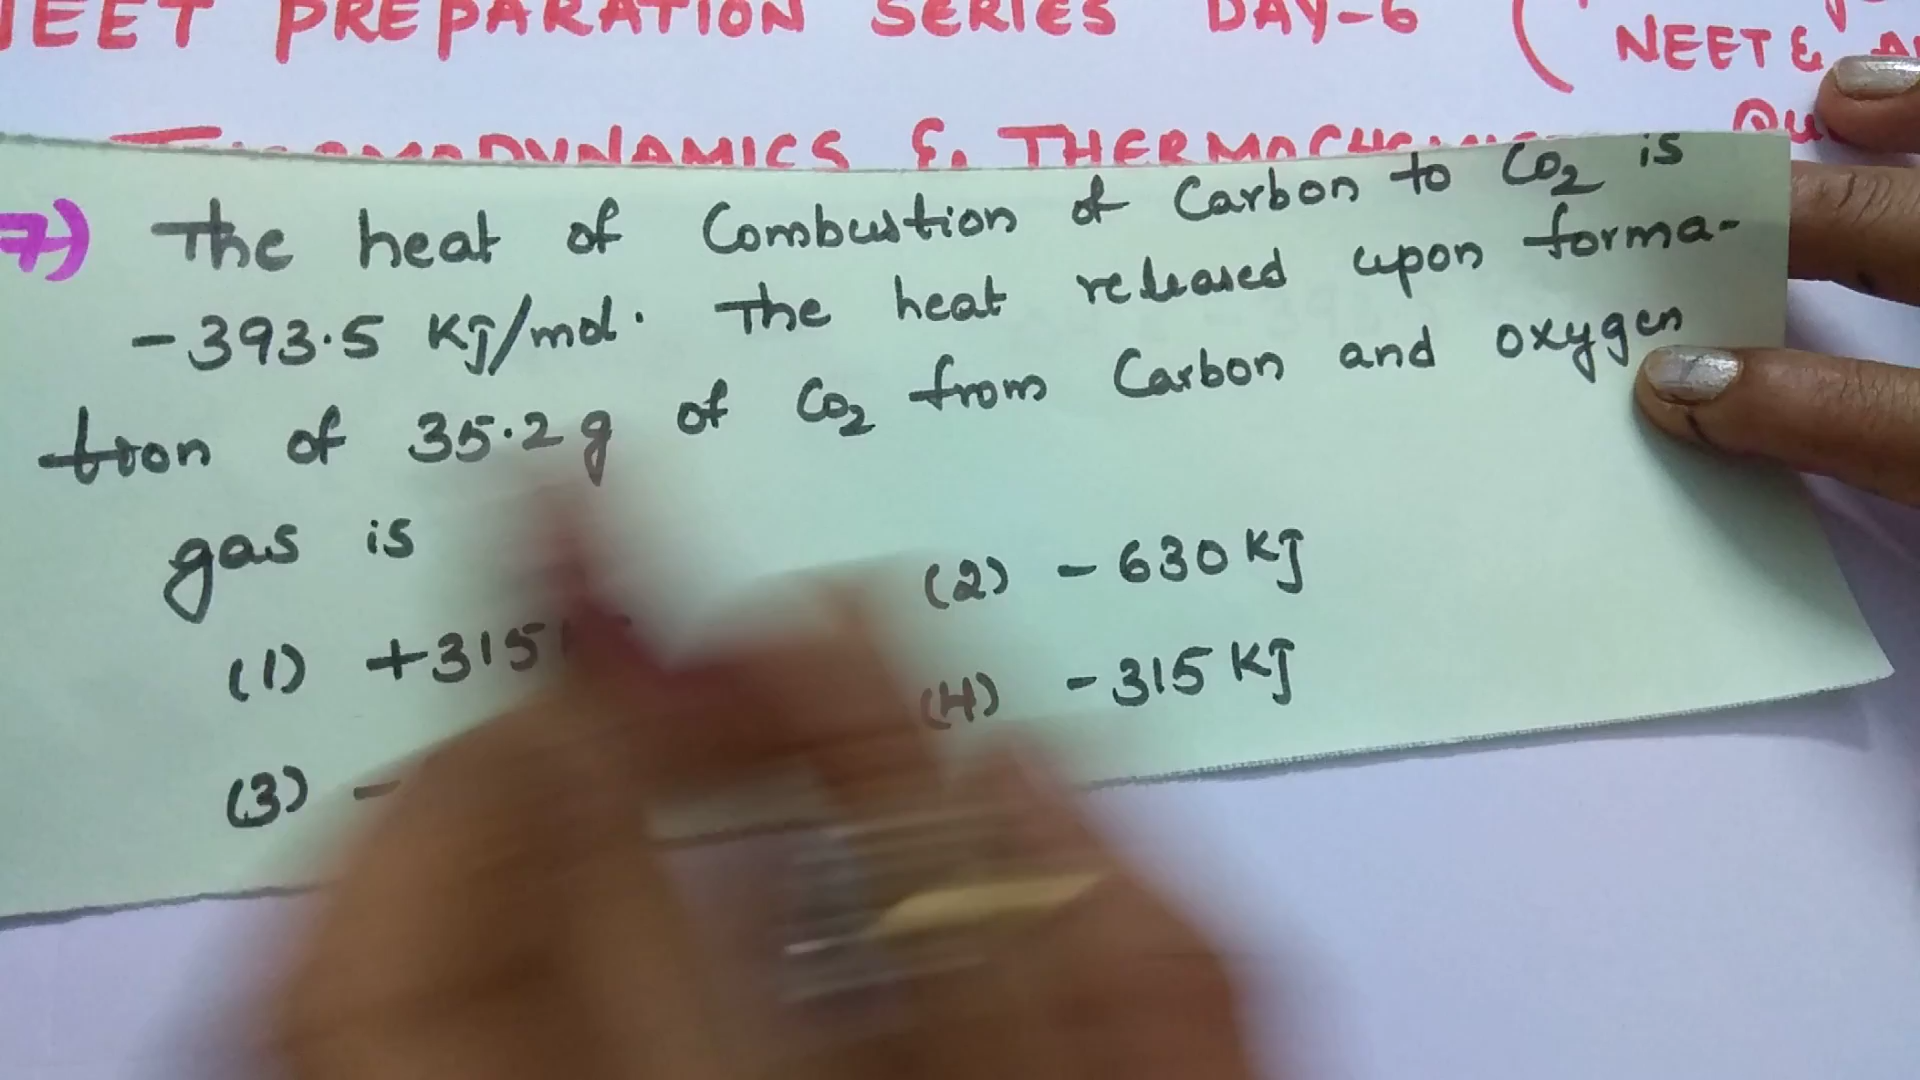 PREPARATION SERIES DAY-6
NEET &
THERMOCHEMIS
7) The heat of Combustion of Carbon to CO2 is
-393.5 KJ/mol. The heat released upon forma-
tion of 35.2 g of CO2 from Carbon and oxygen
gas is
(1) +315 (2) -630 KJ
(3) - (4) -315 KJ